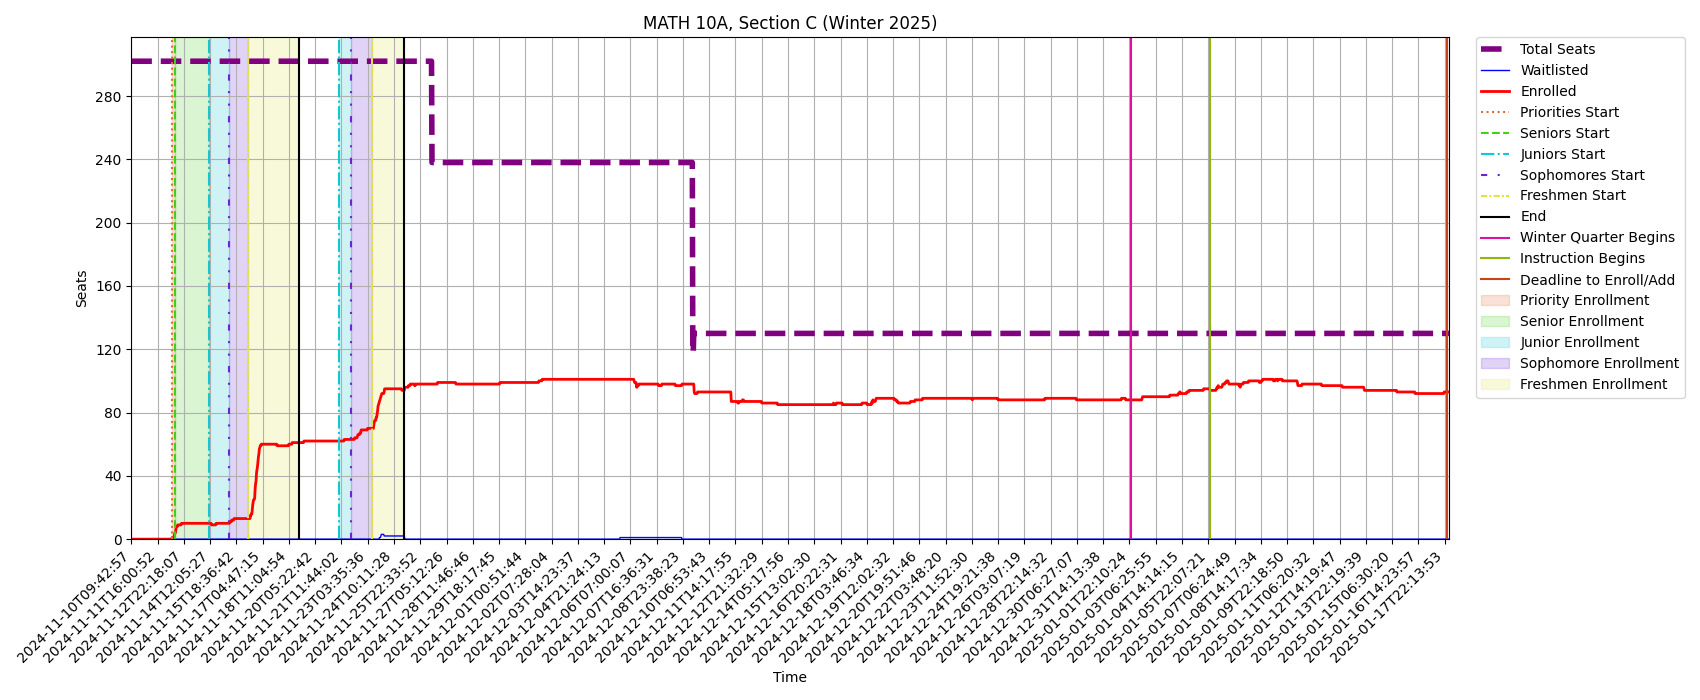 MATH 10A, Section C (Winter 2025)
Seats
280
240
200
160
120
80
40
0
2024-11-10T09:42:57
2024-11-11T16:00:52
2024-11-12T22:18:07
2024-11-14T12:05:27
2024-11-15T18:36:42
2024-11-17T04:47:15
2024-11-18T11:04:54
2024-11-20T05:22:42
2024-11-21T11:44:02
2024-11-23T03:35:36
2024-11-24T10:11:28
2024-11-25T22:33:52
2024-11-27T05:12:26
2024-11-28T11:46:46
2024-11-29T18:17:45
2024-12-01T00:51:44
2024-12-02T07:28:04
2024-12-03T14:23:37
2024-12-04T21:24:13
2024-12-06T07:00:07
2024-12-07T16:36:31
2024-12-08T23:38:23
2024-12-10T06:53:43
2024-12-11T14:17:55
2024-12-12T21:32:29
2024-12-14T05:17:56
2024-12-15T13:02:30
2024-12-16T20:22:31
2024-12-18T03:46:34
2024-12-19T12:02:32
2024-12-20T19:51:46
2024-12-22T03:48:20
2024-12-23T11:52:30
2024-12-24T19:21:38
2024-12-26T03:07:19
2024-12-28T22:14:32
2024-12-30T06:27:07
2024-12-31T14:13:38
2025-01-01T22:10:24
2025-01-03T06:25:55
2025-01-04T14:14:15
2025-01-05T22:07:21
2025-01-07T06:24:49
2025-01-08T14:17:34
2025-01-09T22:18:50
2025-01-11T06:20:32
2025-01-12T14:19:47
2025-01-13T22:19:39
2025-01-15T06:30:20
2025-01-16T14:23:57
2025-01-17T22:13:53
Time
Total Seats
Waitlisted
Enrolled
Priorities Start
Seniors Start
Juniors Start
Sophomores Start
Freshmen Start
End
Winter Quarter Begins
Instruction Begins
Deadline to Enroll/Add
Priority Enrollment
Senior Enrollment
Junior Enrollment
Sophomore Enrollment
Freshmen Enrollment